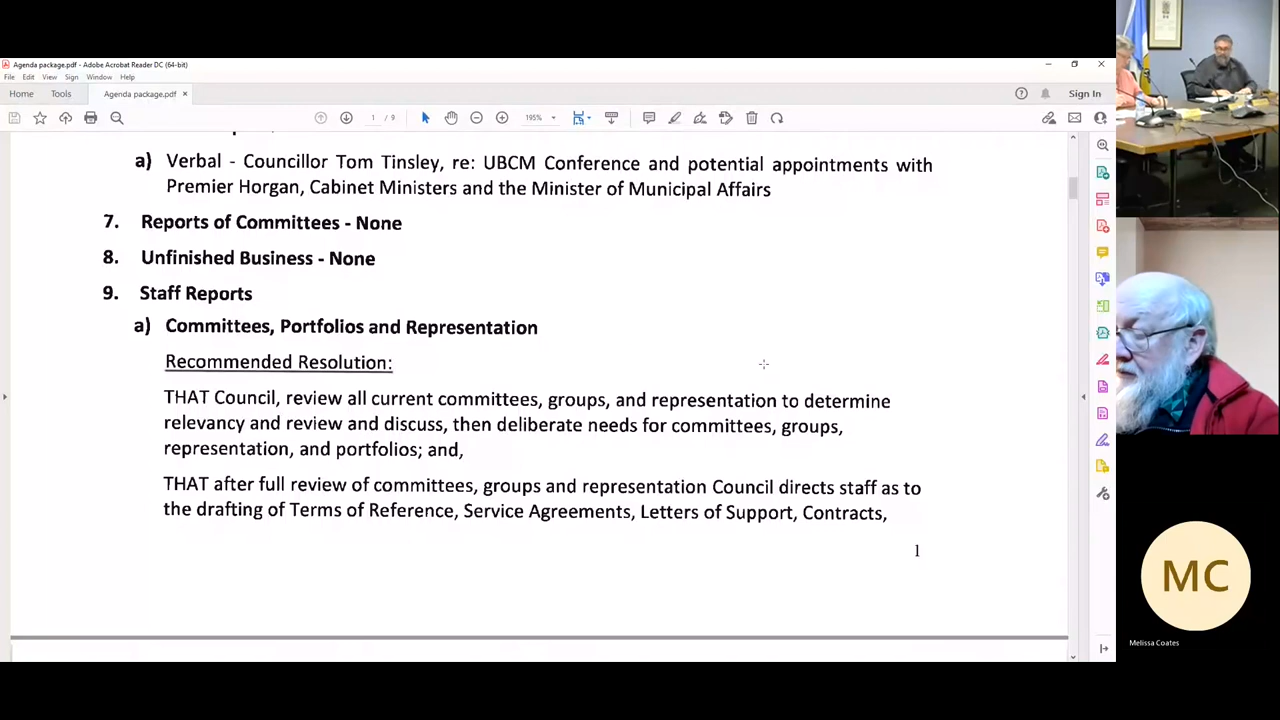 Agenda package.pdf - Adobe Acrobat Reader DC (64-bit)
File Edit View Sign Window Help
Home Tools Agenda package.pdf × Sign In
1 / 9 195%
a) Verbal - Councillor Tom Tinsley, re: UBCM Conference and potential appointments with
Premier Horgan, Cabinet Ministers and the Minister of Municipal Affairs
7. Reports of Committees - None
8. Unfinished Business - None
9. Staff Reports
a) Committees, Portfolios and Representation
Recommended Resolution:
THAT Council, review all current committees, groups, and representation to determine
relevancy and review and discuss, then deliberate needs for committees, groups,
representation, and portfolios; and,
THAT after full review of committees, groups and representation Council directs staff as to
the drafting of Terms of Reference, Service Agreements, Letters of Support, Contracts,
1
MC
Melissa Coates